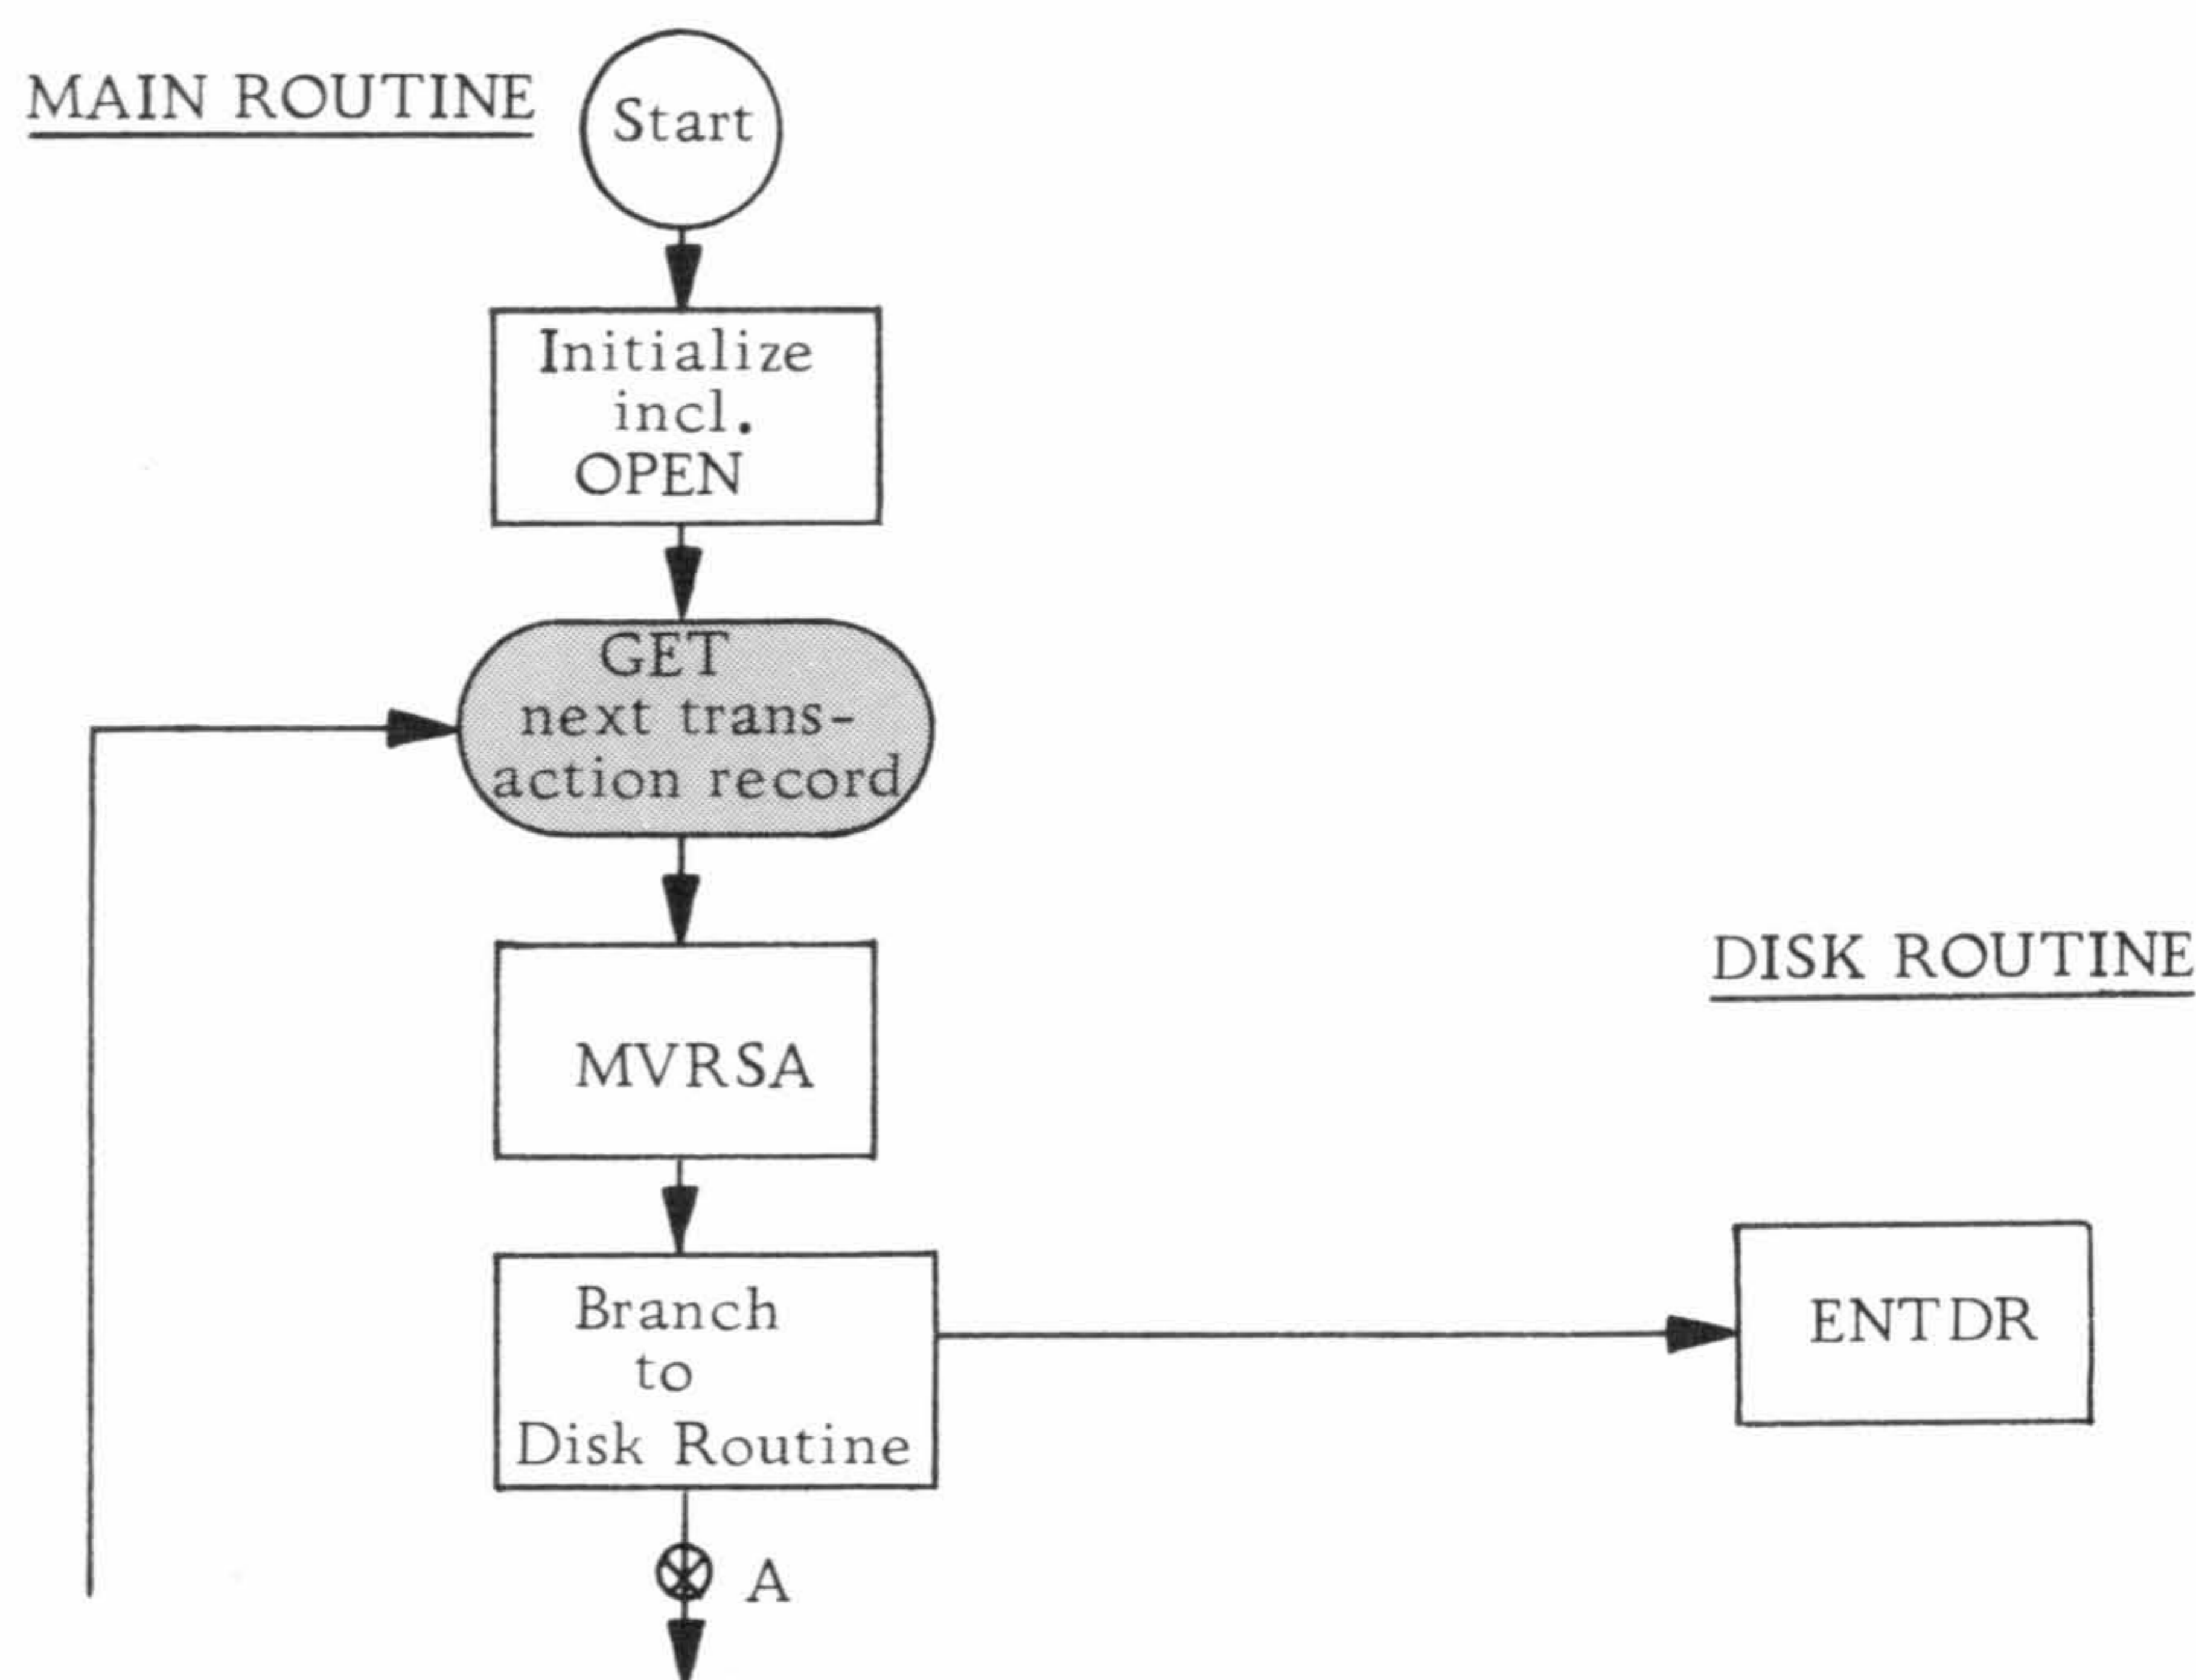 MAIN ROUTINE
Start
Initialize
incl.
OPEN
GET
next trans-
action record
MVRSA
DISK ROUTINE
Branch
to
Disk Routine
ENTDR
A